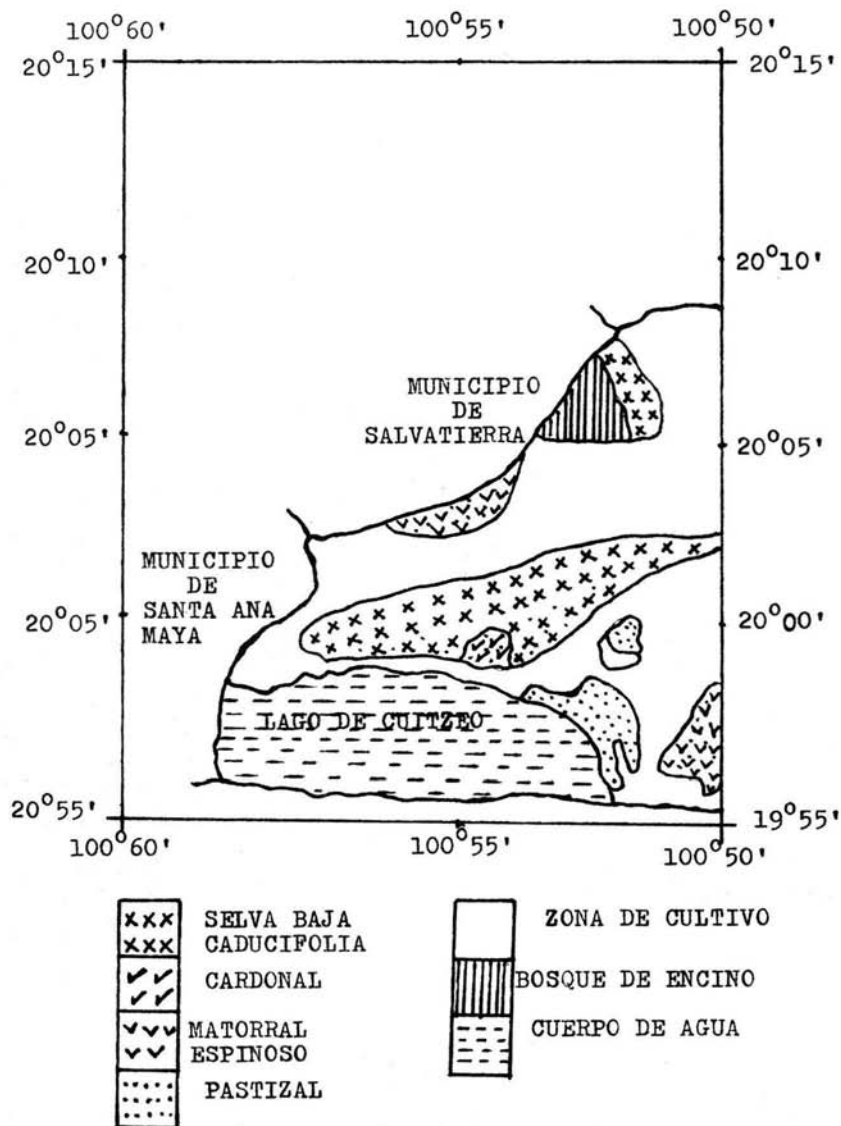 100°60' 100°55' 100°50'
20°15' 20°15'
20°10' 20°10'
MUNICIPIO
DE
SALVATIERRA
20°05' 20°05'
MUNICIPIO
DE
SANTA ANA
MAYA
20°05' 20°00'
LAGO DE CUITZEO
20°55' 19°55'
100°60' 100°55' 100°50'
SELVA BAJA
CADUCIFOLIA
CARDONAL
MATORRAL
ESPINOSO
PASTIZAL
ZONA DE CULTIVO
BOSQUE DE ENCINO
CUERPO DE AGUA